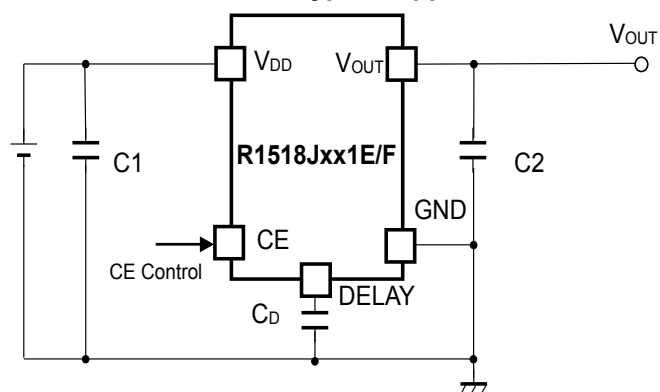 VOUT
VDD
VOUT
R1518Jxx1E/F
C1
C2
GND
CE
CE Control
DELAY
CD